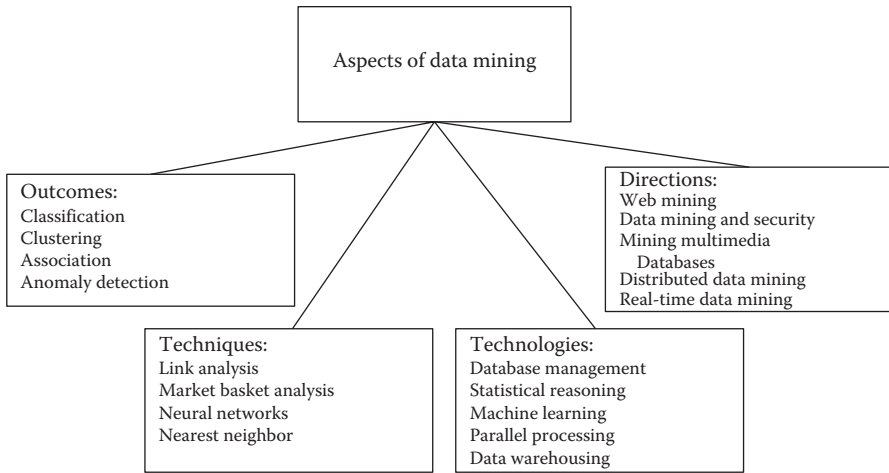 Aspects of data mining
Outcomes:
Classification
Clustering
Association
Anomaly detection
Directions:
Web mining
Data mining and security
Mining multimedia
Databases
Distributed data mining
Real-time data mining
Techniques:
Link analysis
Market basket analysis
Neural networks
Nearest neighbor
Technologies:
Database management
Statistical reasoning
Machine learning
Parallel processing
Data warehousing